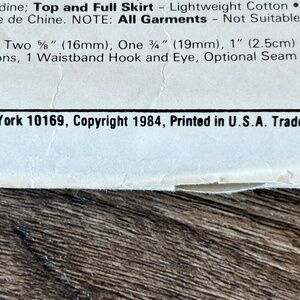 dine; Top and Full Skirt - Lightweight Cotton •
e de Chine. NOTE: All Garments - Not Suitable
Two ⅝" (16mm), One ¾" (19mm), 1" (2.5cm)
ons, 1 Waistband Hook and Eye, Optional Seam
York 10169, Copyright 1984, Printed in U.S.A. Trade